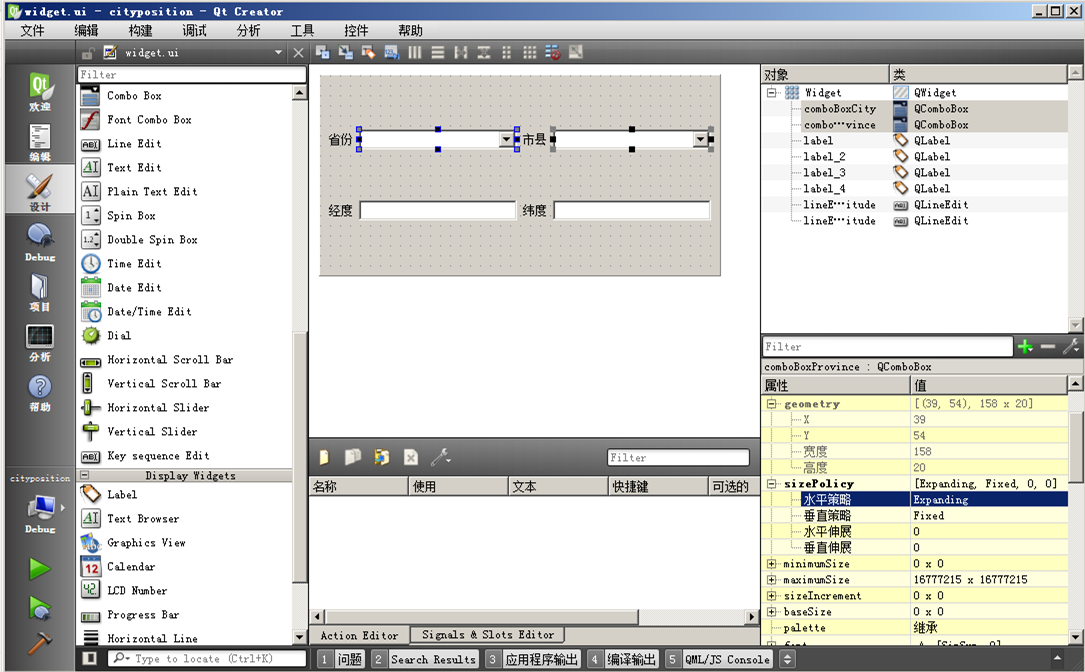 widget.ui - cityposition - Qt Creator
文件 编辑 构建 调试 分析 工具 控件 帮助
widget.ui
Filter
欢迎
编辑
设计
Debug
项目
分析
帮助
cityposition
Debug
Combo Box
Font Combo Box
Line Edit
Text Edit
Plain Text Edit
Spin Box
Double Spin Box
Time Edit
Date Edit
Date/Time Edit
Dial
Horizontal Scroll Bar
Vertical Scroll Bar
Horizontal Slider
Vertical Slider
Key sequence Edit
Display Widgets
Label
Text Browser
Graphics View
Calendar
LCD Number
Progress Bar
Horizontal Line
省份 市县
经度 纬度
Filter
名称 使用 文本 快捷键 可选的
Action Editor Signals & Slots Editor
对象 类
Widget QWidget
comboBoxCity QComboBox
combo···vince QComboBox
label QLabel
label_2 QLabel
label_3 QLabel
label_4 QLabel
lineE···itude QLineEdit
lineE···itude QLineEdit
Filter
comboBoxProvince : QComboBox
属性 值
geometry [(39, 54), 158 x 20]
X 39
Y 54
宽度 158
高度 20
sizePolicy [Expanding, Fixed, 0, 0]
水平策略 Expanding
垂直策略 Fixed
水平伸展 0
垂直伸展 0
minimumSize 0 x 0
maximumSize 16777215 x 16777215
sizeIncrement 0 x 0
baseSize 0 x 0
palette 继承
Type to locate (Ctrl+K) 1 问题 2 Search Results 3 应用程序输出 4 编译输出 5 QML/JS Console